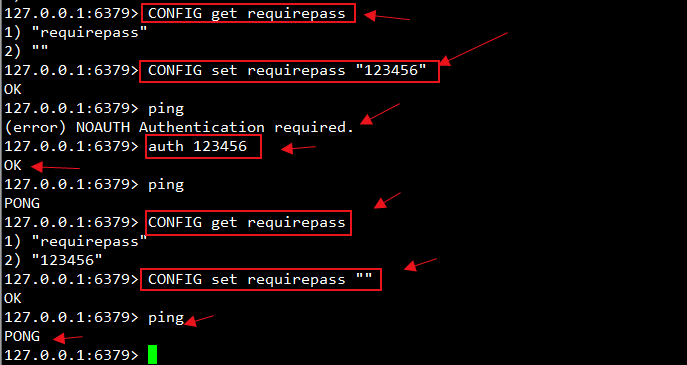 127.0.0.1:6379> CONFIG get requirepass
1) "requirepass"
2) ""
127.0.0.1:6379> CONFIG set requirepass "123456"
OK
127.0.0.1:6379> ping
(error) NOAUTH Authentication required.
127.0.0.1:6379> auth 123456
OK
127.0.0.1:6379> ping
PONG
127.0.0.1:6379> CONFIG get requirepass
1) "requirepass"
2) "123456"
127.0.0.1:6379> CONFIG set requirepass ""
OK
127.0.0.1:6379> ping
PONG
127.0.0.1:6379>